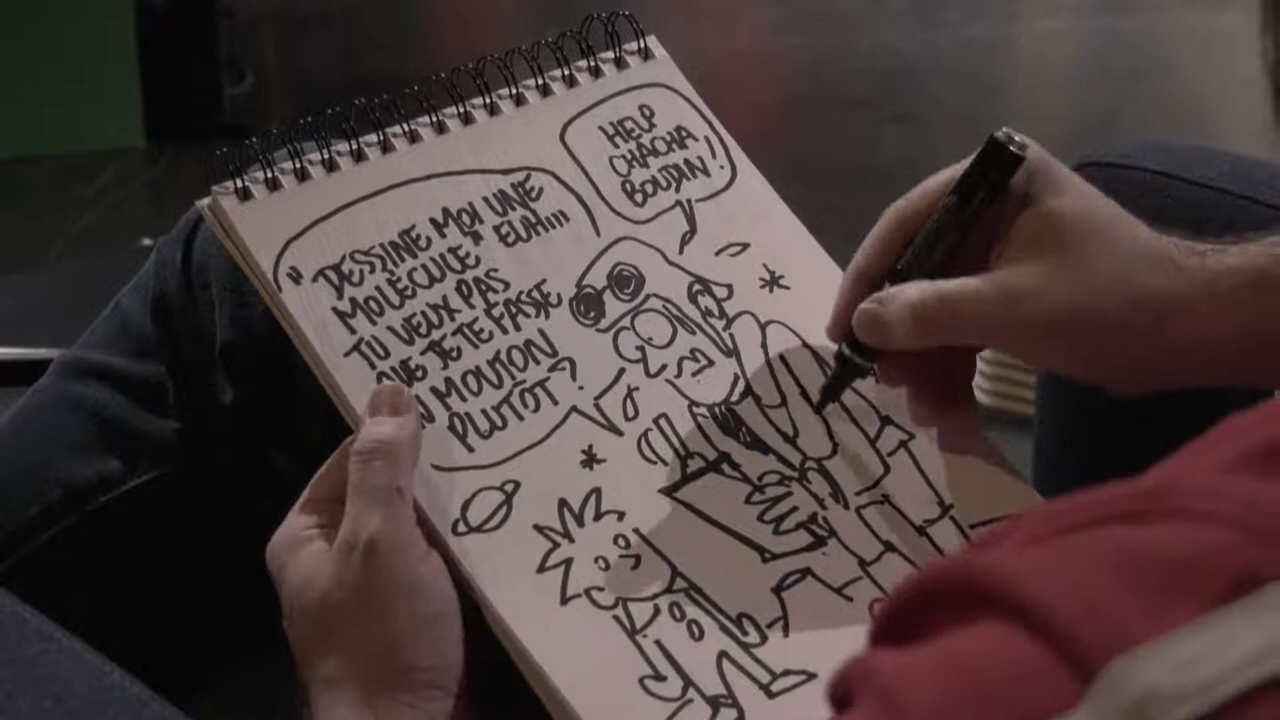 "DESSINE MOI UNE
MOLÉCULE" EUH...
TU VEUX PAS
QUE JE TE FASSE
UN MOUTON
PLUTÔT?
HELP
CHACHA
BOUDIN!